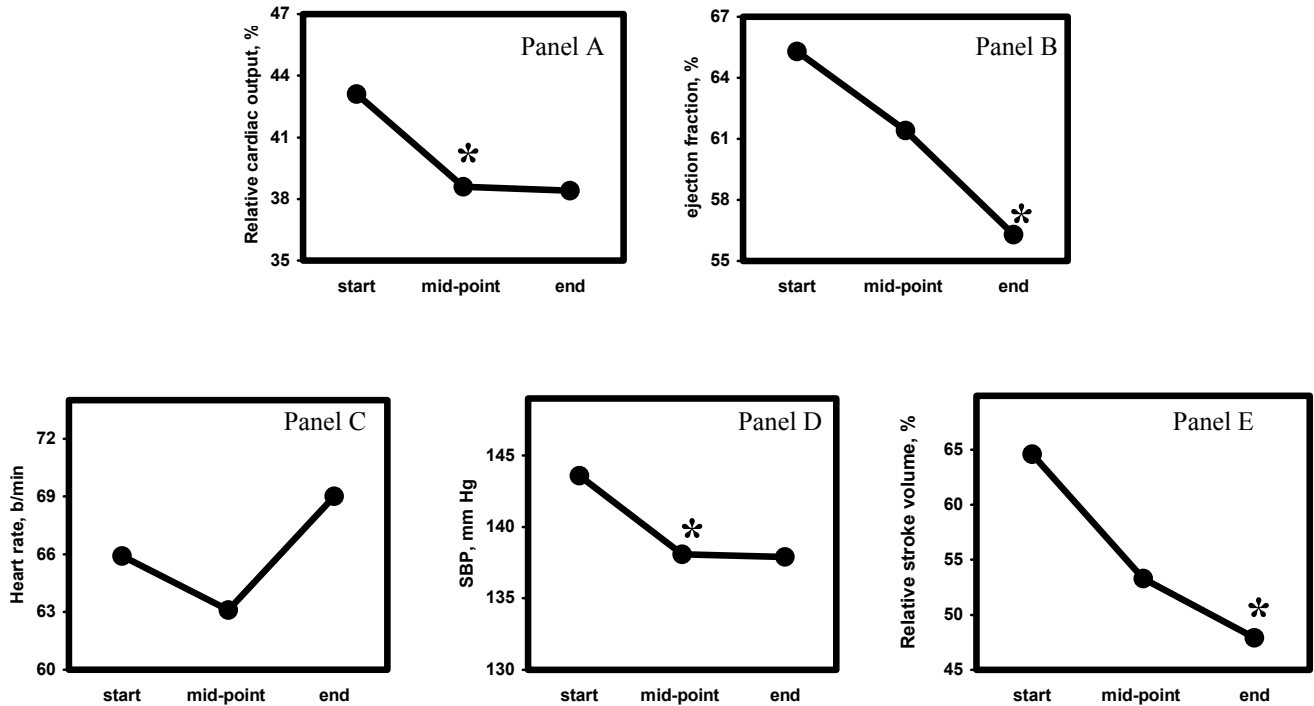 Panel A
Relative cardiac output, %
47
44
41
38
35
start mid-point end
*
Panel B
ejection fraction, %
67
64
61
58
55
start mid-point end
*
Panel C
Heart rate, b/min
72
69
66
63
60
start mid-point end
Panel D
SBP, mm Hg
145
140
135
130
start mid-point end
*
Panel E
Relative stroke volume, %
65
60
55
50
45
start mid-point end
*